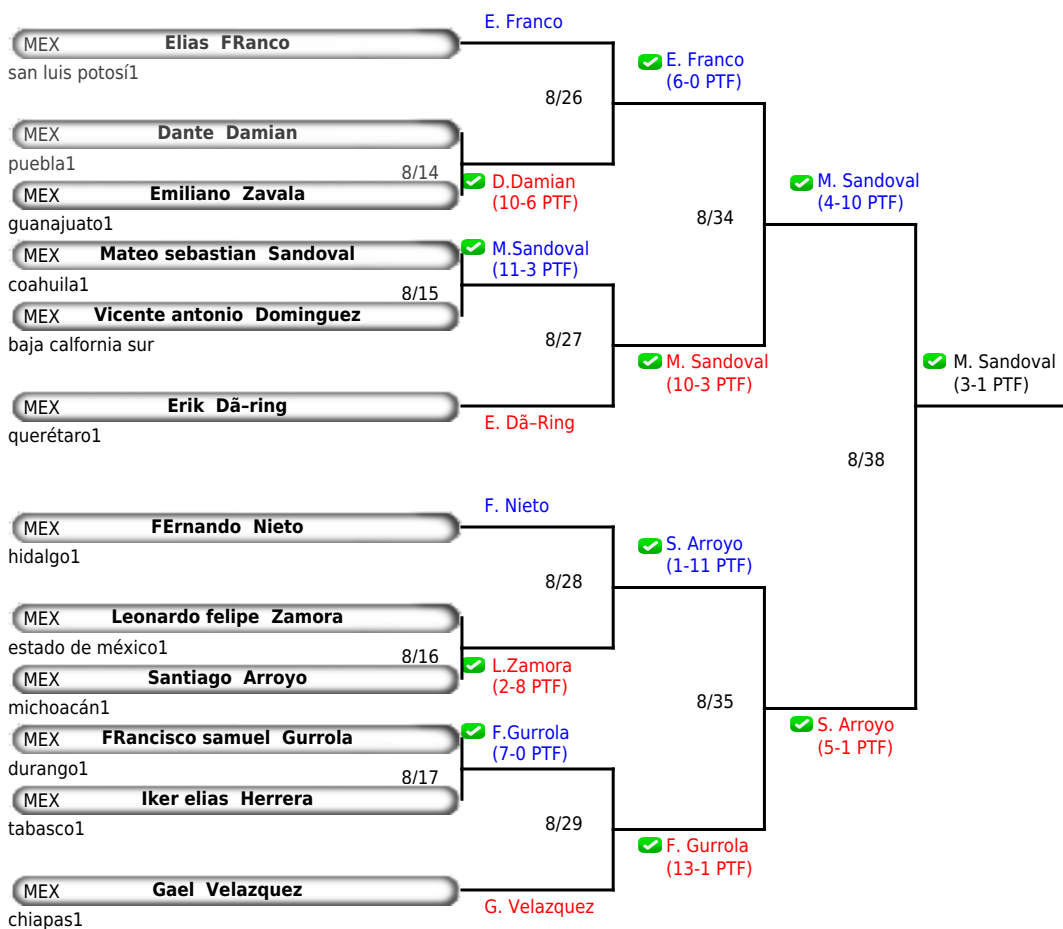 E. Franco
MEX Elias FRanco
san luis potosí1
E. Franco
(6-0 PTF)
8/26
MEX Dante Damian
puebla1
8/14
D.Damian
(10-6 PTF)
MEX Emiliano Zavala
guanajuato1
M. Sandoval
(4-10 PTF)
8/34
MEX Mateo sebastian Sandoval
coahuila1
M.Sandoval
(11-3 PTF)
8/15
MEX Vicente antonio Dominguez
baja calfornia sur
8/27
M. Sandoval
(10-3 PTF)
M. Sandoval
(3-1 PTF)
MEX Erik Dã–ring
querétaro1
E. Dã–Ring
8/38
F. Nieto
MEX FErnando Nieto
hidalgo1
S. Arroyo
(1-11 PTF)
8/28
MEX Leonardo felipe Zamora
estado de méxico1
8/16
L.Zamora
(2-8 PTF)
MEX Santiago Arroyo
michoacán1
8/35
S. Arroyo
(5-1 PTF)
MEX FRancisco samuel Gurrola
durango1
F.Gurrola
(7-0 PTF)
8/17
MEX Iker elias Herrera
tabasco1
8/29
F. Gurrola
(13-1 PTF)
MEX Gael Velazquez
chiapas1
G. Velazquez